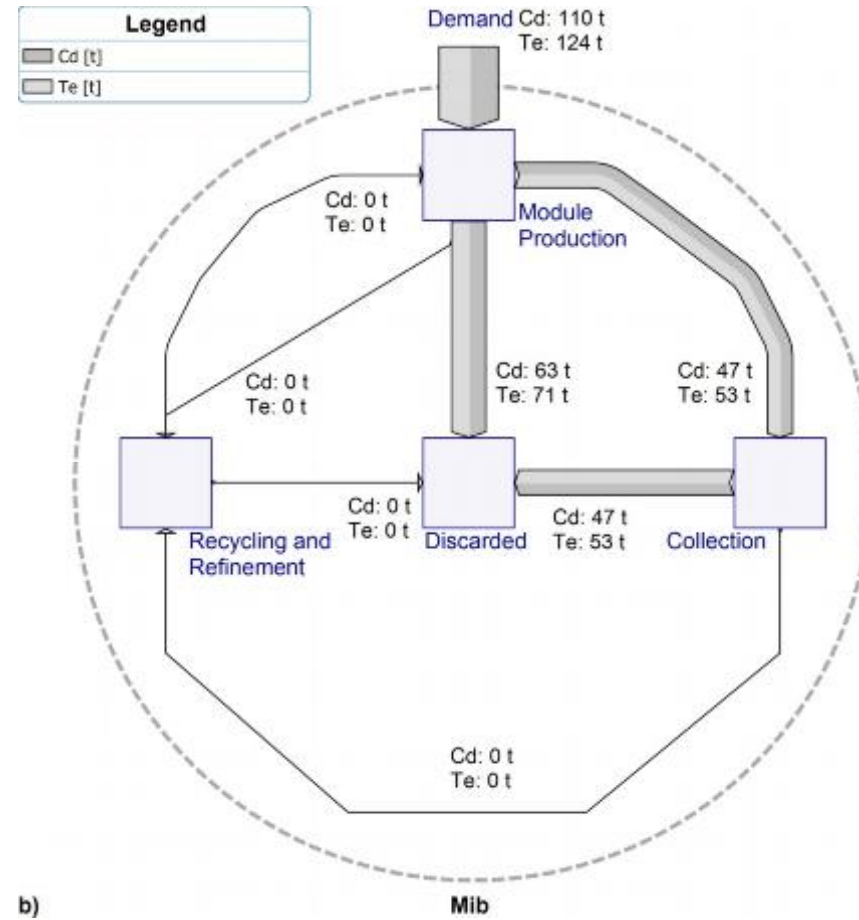 Legend
Cd [t]
Te [t]
Demand Cd: 110 t
Te: 124 t
Cd: 0 t
Te: 0 t
Module
Production
Cd: 0 t
Te: 0 t
Cd: 63 t
Te: 71 t
Cd: 47 t
Te: 53 t
Cd: 0 t
Te: 0 t
Cd: 47 t
Te: 53 t
Recycling and
Refinement
Discarded
Collection
Cd: 0 t
Te: 0 t
b)
Mib